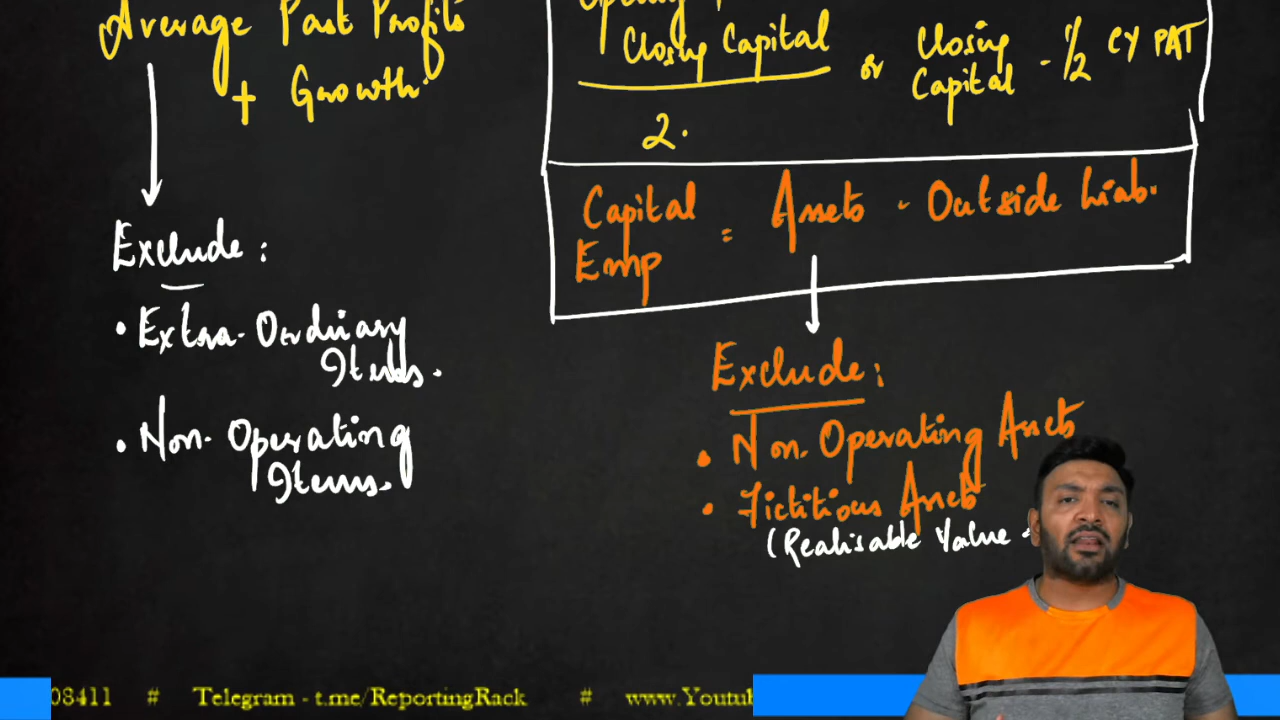 Average Past Profits
+ Growth
Exclude :
• Extra-Ordinary
Items.
• Non-Operating
Items.
Closing Capital
2.
or Closing
Capital - 1/2 CY PAT
Capital
Emp = Assets - Outside Liab.
Exclude :
• Non-Operating Assets
• Fictitious Assets
(Realisable Value
08411 # Telegram - t.me/ReportingRack # www.Youtub